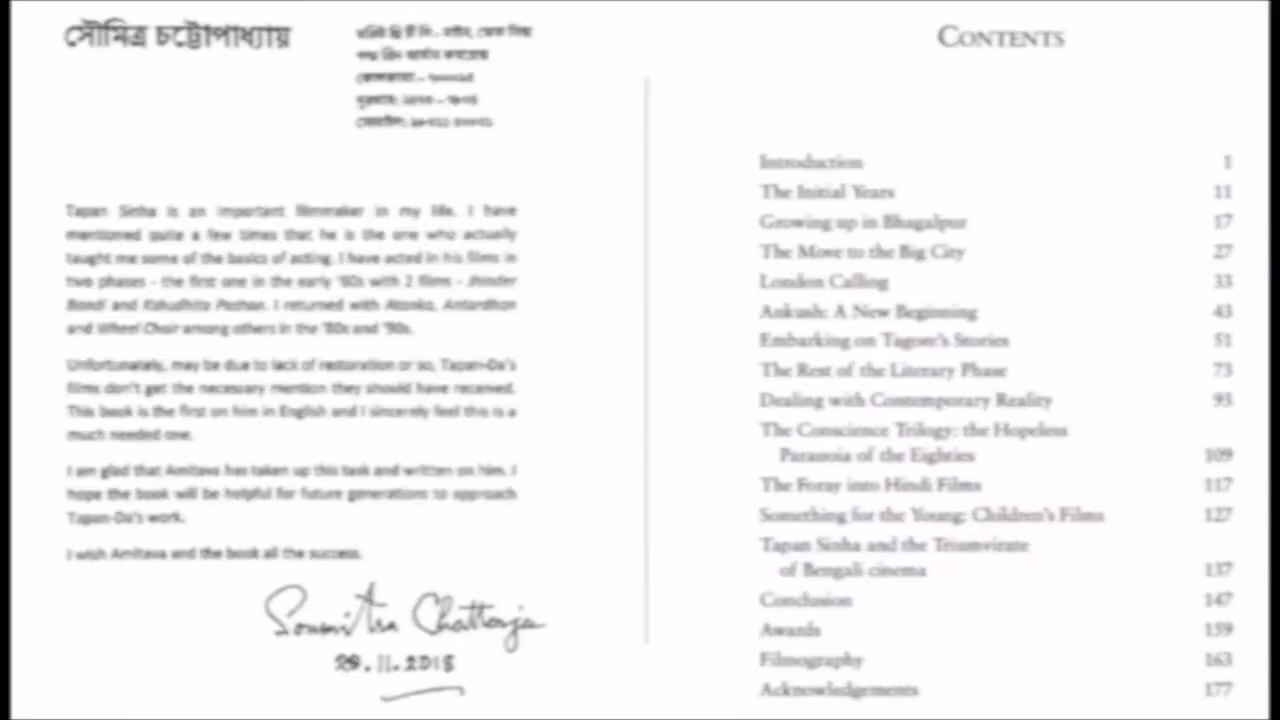 সৌমিত্র চট্টোপাধ্যায়
Tapan Sinha is an important filmmaker in my life. I have
mentioned quite a few times that he is the one who actually
taught me some of the basics of acting. I have acted in his films in
two phases - the first one in the early '60s with 2 films - Jhinder
Bandi and Kshudhita Pashan. I returned with Atanka, Antardhan
and Wheel Chair among others in the '80s and '90s.
Unfortunately, may be due to lack of restoration or so, Tapan-Da's
films don't get the necessary mention they should have received.
This book is the first on him in English and I sincerely feel this is a
much needed one.
I am glad that Amitava has taken up this task and written on him. I
hope the book will be helpful for future generations to approach
Tapan-Da's work.
I wish Amitava and the book all the success.
Soumitra Chatterjee
.11.2018
CONTENTS
Introduction 1
The Initial Years 11
Growing up in Bhagalpur 17
The Move to the Big City 27
London Calling 33
Ankush: A New Beginning 43
Embarking on Tagore's Stories 51
The Rest of the Literary Phase 73
Dealing with Contemporary Reality 93
The Conscience Trilogy: the Hopeless
Paranoia of the Eighties 109
The Foray into Hindi Films 117
Something for the Young: Children's Films 127
Tapan Sinha and the Triumvirate
of Bengali cinema 137
Conclusion 147
Awards 159
Filmography 163
Acknowledgements 177